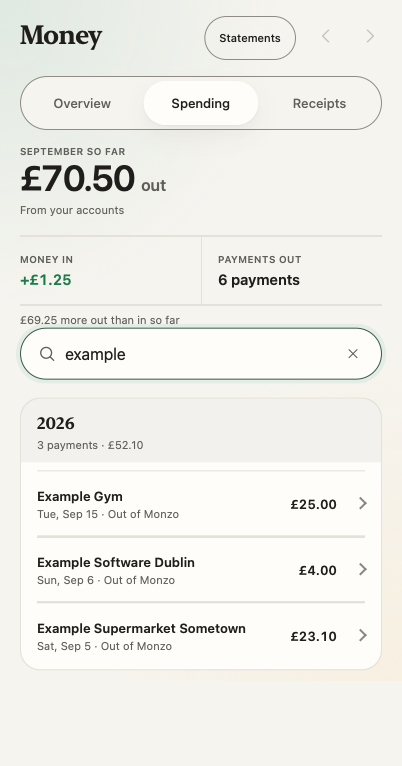 Money
Statements
Overview
Spending
Receipts
SEPTEMBER SO FAR
£70.50 out
From your accounts
MONEY IN
+£1.25
PAYMENTS OUT
6 payments
£69.25 more out than in so far
example
2026
3 payments · £52.10
Example Gym
Tue, Sep 15 · Out of Monzo
£25.00
Example Software Dublin
Sun, Sep 6 · Out of Monzo
£4.00
Example Supermarket Sometown
Sat, Sep 5 · Out of Monzo
£23.10